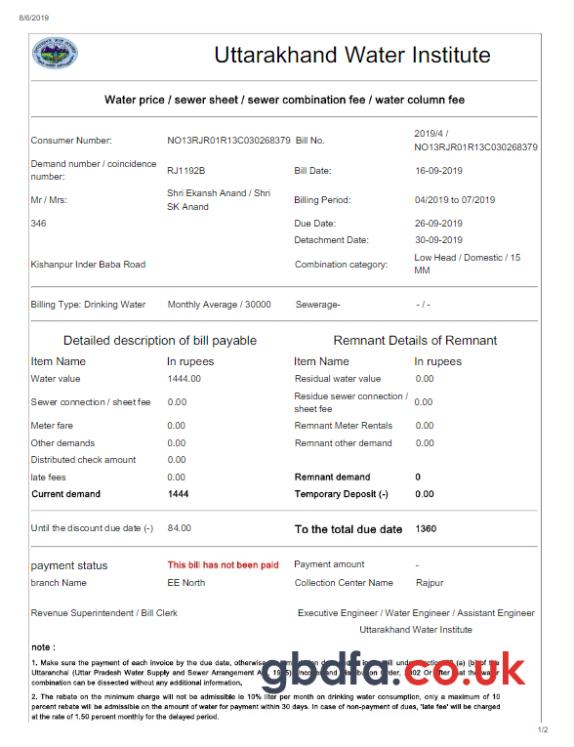 8/6/2019
Uttarakhand Water Institute
Water price / sewer sheet / sewer combination fee / water column fee
Consumer Number: NO13RJR01R13C030268379 Bill No. 2019/4 /
NO13RJR01R13C030268379
Demand number / coincidence
number: RJ1192B Bill Date: 16-09-2019
Mr / Mrs: Shri Ekansh Anand / Shri
SK Anand Billing Period: 04/2019 to 07/2019
346 Due Date: 26-09-2019
Detachment Date: 30-09-2019
Kishanpur Inder Baba Road Combination category: Low Head / Domestic / 15
MM
Billing Type: Drinking Water Monthly Average / 30000 Sewerage- - / -
Detailed description of bill payable Remnant Details of Remnant
Item Name In rupees Item Name In rupees
Water value 1444.00 Residual water value 0.00
Sewer connection / sheet fee 0.00 Residue sewer connection /
sheet fee 0.00
Meter fare 0.00 Remnant Meter Rentals 0.00
Other demands 0.00 Remnant other demand 0.00
Distributed check amount 0.00
late fees 0.00 Remnant demand 0
Current demand 1444 Temporary Deposit (-) 0.00
Until the discount due date (-) 84.00 To the total due date 1360
payment status This bill has not been paid Payment amount -
branch Name EE North Collection Center Name Rajpur
Revenue Superintendent / Bill Clerk Executive Engineer / Water Engineer / Assistant Engineer
Uttarakhand Water Institute
note :
1. Make sure the payment of each invoice by the due date, otherwise under (a) (b) of the
Uttaranchal (Uttar Pradesh Water Supply and Sewer Arrangement Order, 2002 Or after that the water
combination can be dissected without any additional information.
2. The rebate on the minimum charge will not be admissible ie 10% liter per month on drinking water consumption, only a maximum of 10
percent rebate will be admissible on the amount of water for payment within 30 days. In case of non-payment of dues, 'late fee' will be charged
at the rate of 1.50 percent monthly for the delayed period.
gbdfa.co.uk
1/2